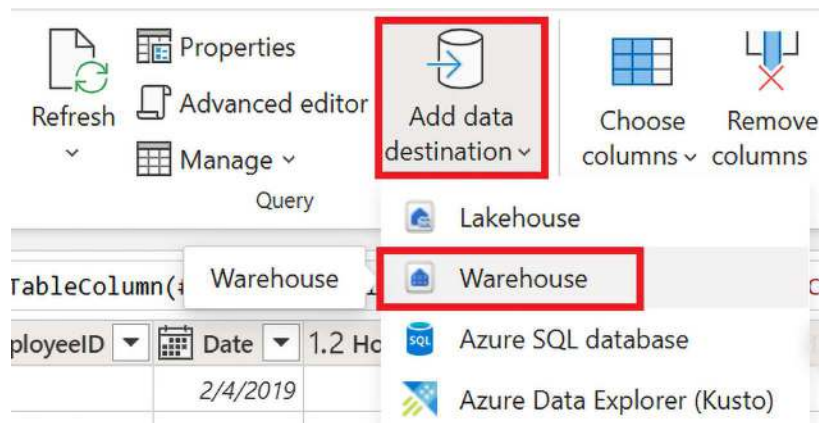 Properties
Advanced editor
Manage
Refresh
Query
Add data
destination
Choose
columns
Remove
columns
Lakehouse
Warehouse
Warehouse
SQL
Azure SQL database
Azure Data Explorer (Kusto)
TableColumn(
ployeeID
Date
1.2 Ho
2/4/2019